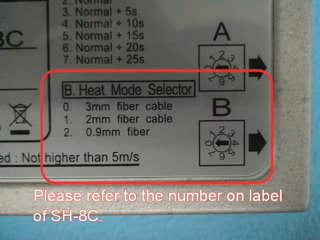 2. Normal
3. Normal + 5s
4. Normal + 10s
5. Normal + 15s
6. Normal + 20s
7. Normal + 25s
8C
A
B. Heat Mode Selector
0. 3mm fiber cable
1. 2mm fiber cable
2. 0.9mm fiber
B
ed : Not higher than 5m/s
Please refer to the number on label
of SH-8C.